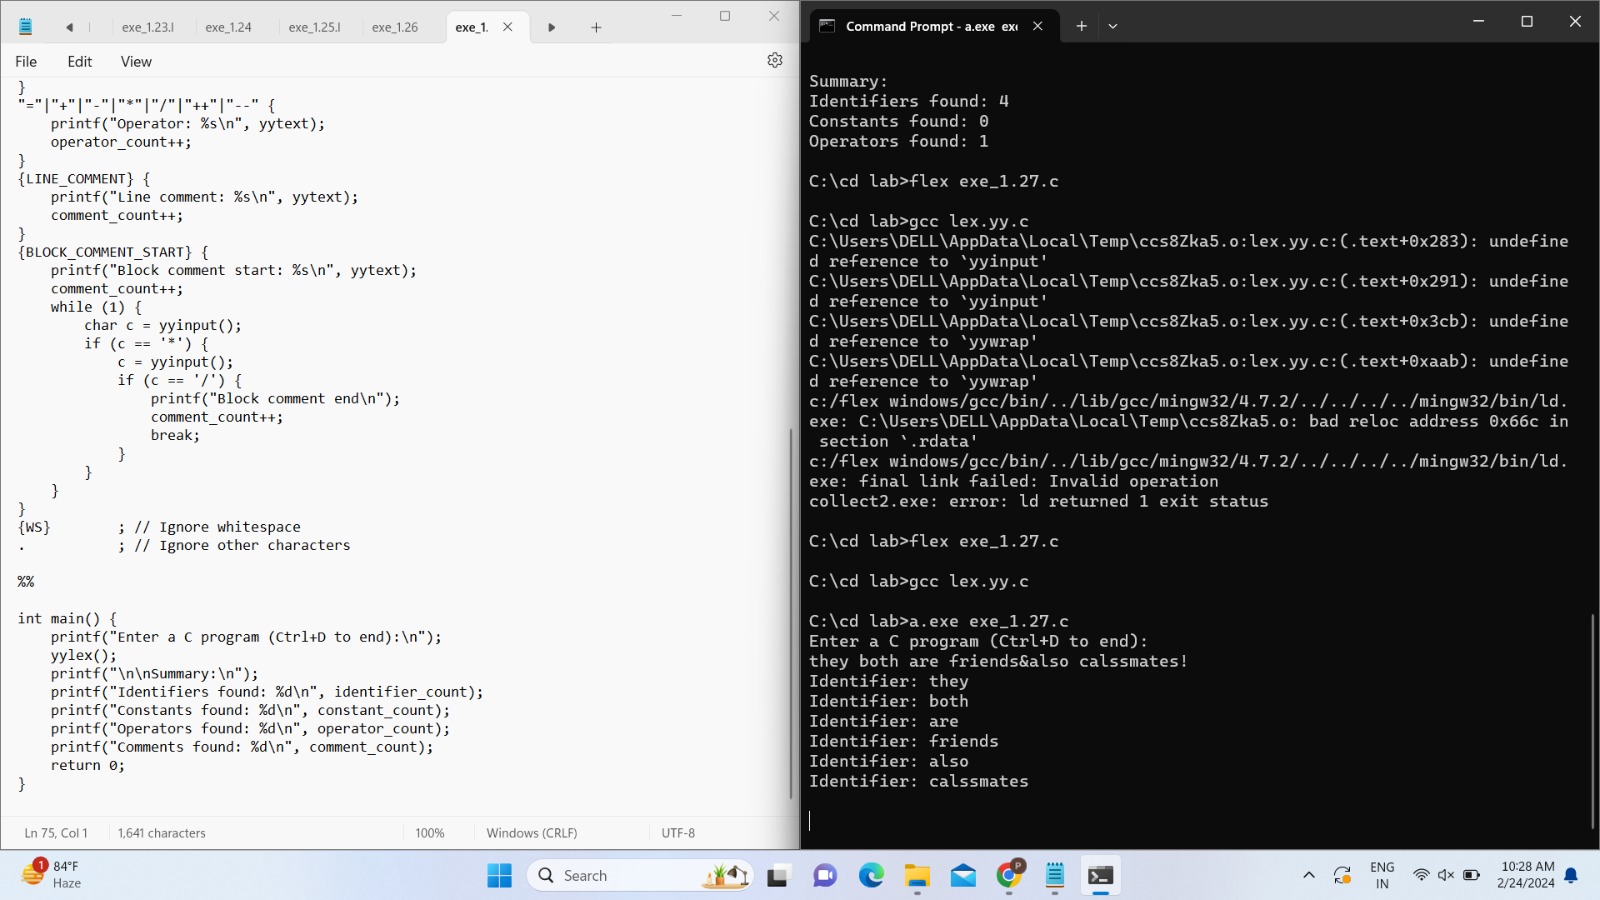 exe_1.23.l
exe_1.24
exe_1.25.l
exe_1.26
exe_1.
File Edit View
}
"="|"+"|"-"|"*"|"/"|"++"|"--" {
    printf("Operator: %s\n", yytext);
    operator_count++;
}
{LINE_COMMENT} {
    printf("Line comment: %s\n", yytext);
    comment_count++;
}
{BLOCK_COMMENT_START} {
    printf("Block comment start: %s\n", yytext);
    comment_count++;
    while (1) {
        char c = yyinput();
        if (c == '*') {
            c = yyinput();
            if (c == '/') {
                printf("Block comment end\n");
                comment_count++;
                break;
            }
        }
    }
}
{WS}        ; // Ignore whitespace
.           ; // Ignore other characters
%%
int main() {
    printf("Enter a C program (Ctrl+D to end):\n");
    yylex();
    printf("\n\nSummary:\n");
    printf("Identifiers found: %d\n", identifier_count);
    printf("Constants found: %d\n", constant_count);
    printf("Operators found: %d\n", operator_count);
    printf("Comments found: %d\n", comment_count);
    return 0;
}
Ln 75, Col 1 1,641 characters 100% Windows (CRLF) UTF-8
Command Prompt - a.exe exe
Summary:
Identifiers found: 4
Constants found: 0
Operators found: 1
C:\cd lab>flex exe_1.27.c
C:\cd lab>gcc lex.yy.c
C:\Users\DELL\AppData\Local\Temp\ccs8Zka5.o:lex.yy.c:(.text+0x283): undefine
d reference to `yyinput'
C:\Users\DELL\AppData\Local\Temp\ccs8Zka5.o:lex.yy.c:(.text+0x291): undefine
d reference to `yyinput'
C:\Users\DELL\AppData\Local\Temp\ccs8Zka5.o:lex.yy.c:(.text+0x3cb): undefine
d reference to `yywrap'
C:\Users\DELL\AppData\Local\Temp\ccs8Zka5.o:lex.yy.c:(.text+0xaab): undefine
d reference to `yywrap'
c:/flex windows/gcc/bin/../lib/gcc/mingw32/4.7.2/../../../../mingw32/bin/ld.
exe: C:\Users\DELL\AppData\Local\Temp\ccs8Zka5.o: bad reloc address 0x66c in
 section `.rdata'
c:/flex windows/gcc/bin/../lib/gcc/mingw32/4.7.2/../../../../mingw32/bin/ld.
exe: final link failed: Invalid operation
collect2.exe: error: ld returned 1 exit status
C:\cd lab>flex exe_1.27.c
C:\cd lab>gcc lex.yy.c
C:\cd lab>a.exe exe_1.27.c
Enter a C program (Ctrl+D to end):
they both are friends&also calssmates!
Identifier: they
Identifier: both
Identifier: are
Identifier: friends
Identifier: also
Identifier: calssmates
1
84°F
Haze
Search
P
ENG
IN
10:28 AM
2/24/2024